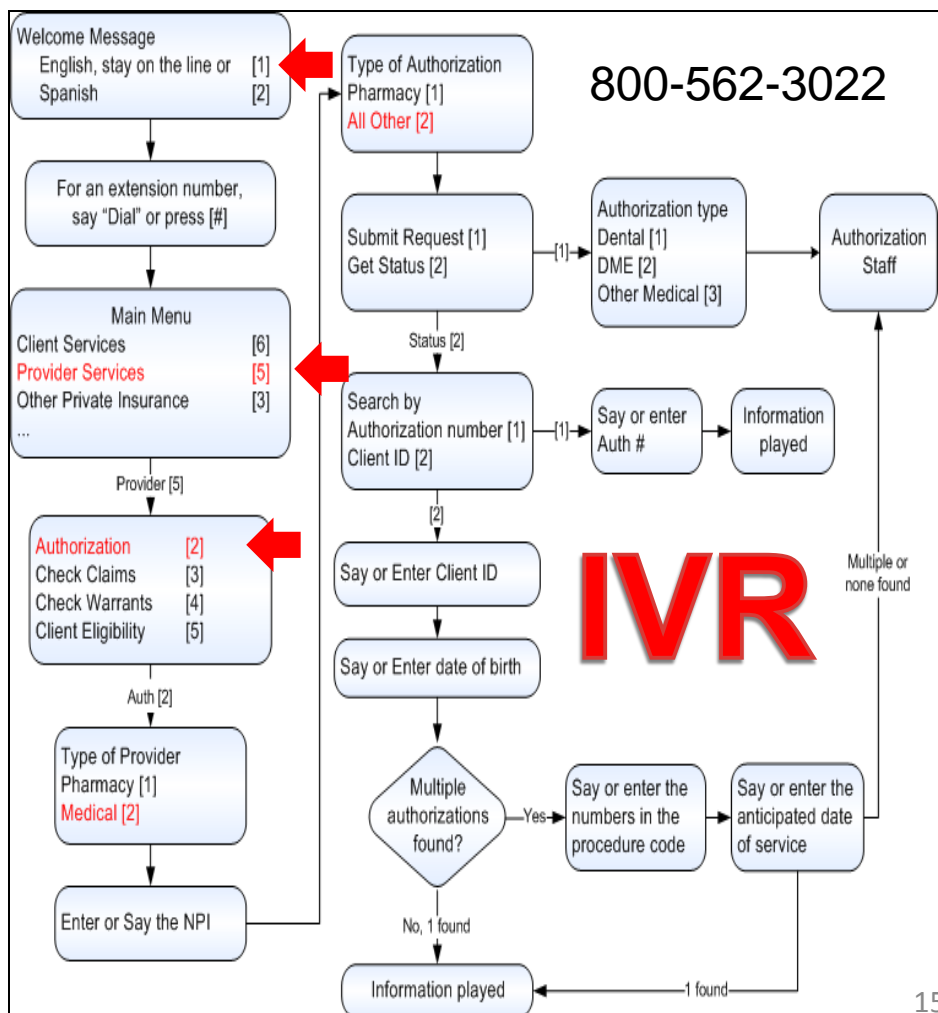 Welcome Message
English, stay on the line or [1]
Spanish [2]
For an extension number,
say “Dial” or press [#]
Main Menu
Client Services [6]
Provider Services [5]
Other Private Insurance [3]
...
Provider [5]
Authorization [2]
Check Claims [3]
Check Warrants [4]
Client Eligibility [5]
Auth [2]
Type of Provider
Pharmacy [1]
Medical [2]
Enter or Say the NPI
Type of Authorization
Pharmacy [1]
All Other [2]
800-562-3022
Submit Request [1]
Get Status [2]
[1]
Authorization type
Dental [1]
DME [2]
Other Medical [3]
Authorization
Staff
Status [2]
Search by
Authorization number [1]
Client ID [2]
[1]
Say or enter
Auth #
Information
played
[2]
Say or Enter Client ID
Say or Enter date of birth
IVR
Multiple or
none found
Multiple
authorizations
found?
Yes
Say or enter the
numbers in the
procedure code
Say or enter the
anticipated date
of service
No, 1 found
1 found
Information played
15